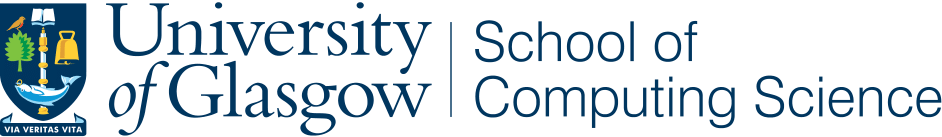 University
of Glasgow
School of
Computing Science
VIA VERITAS VITA